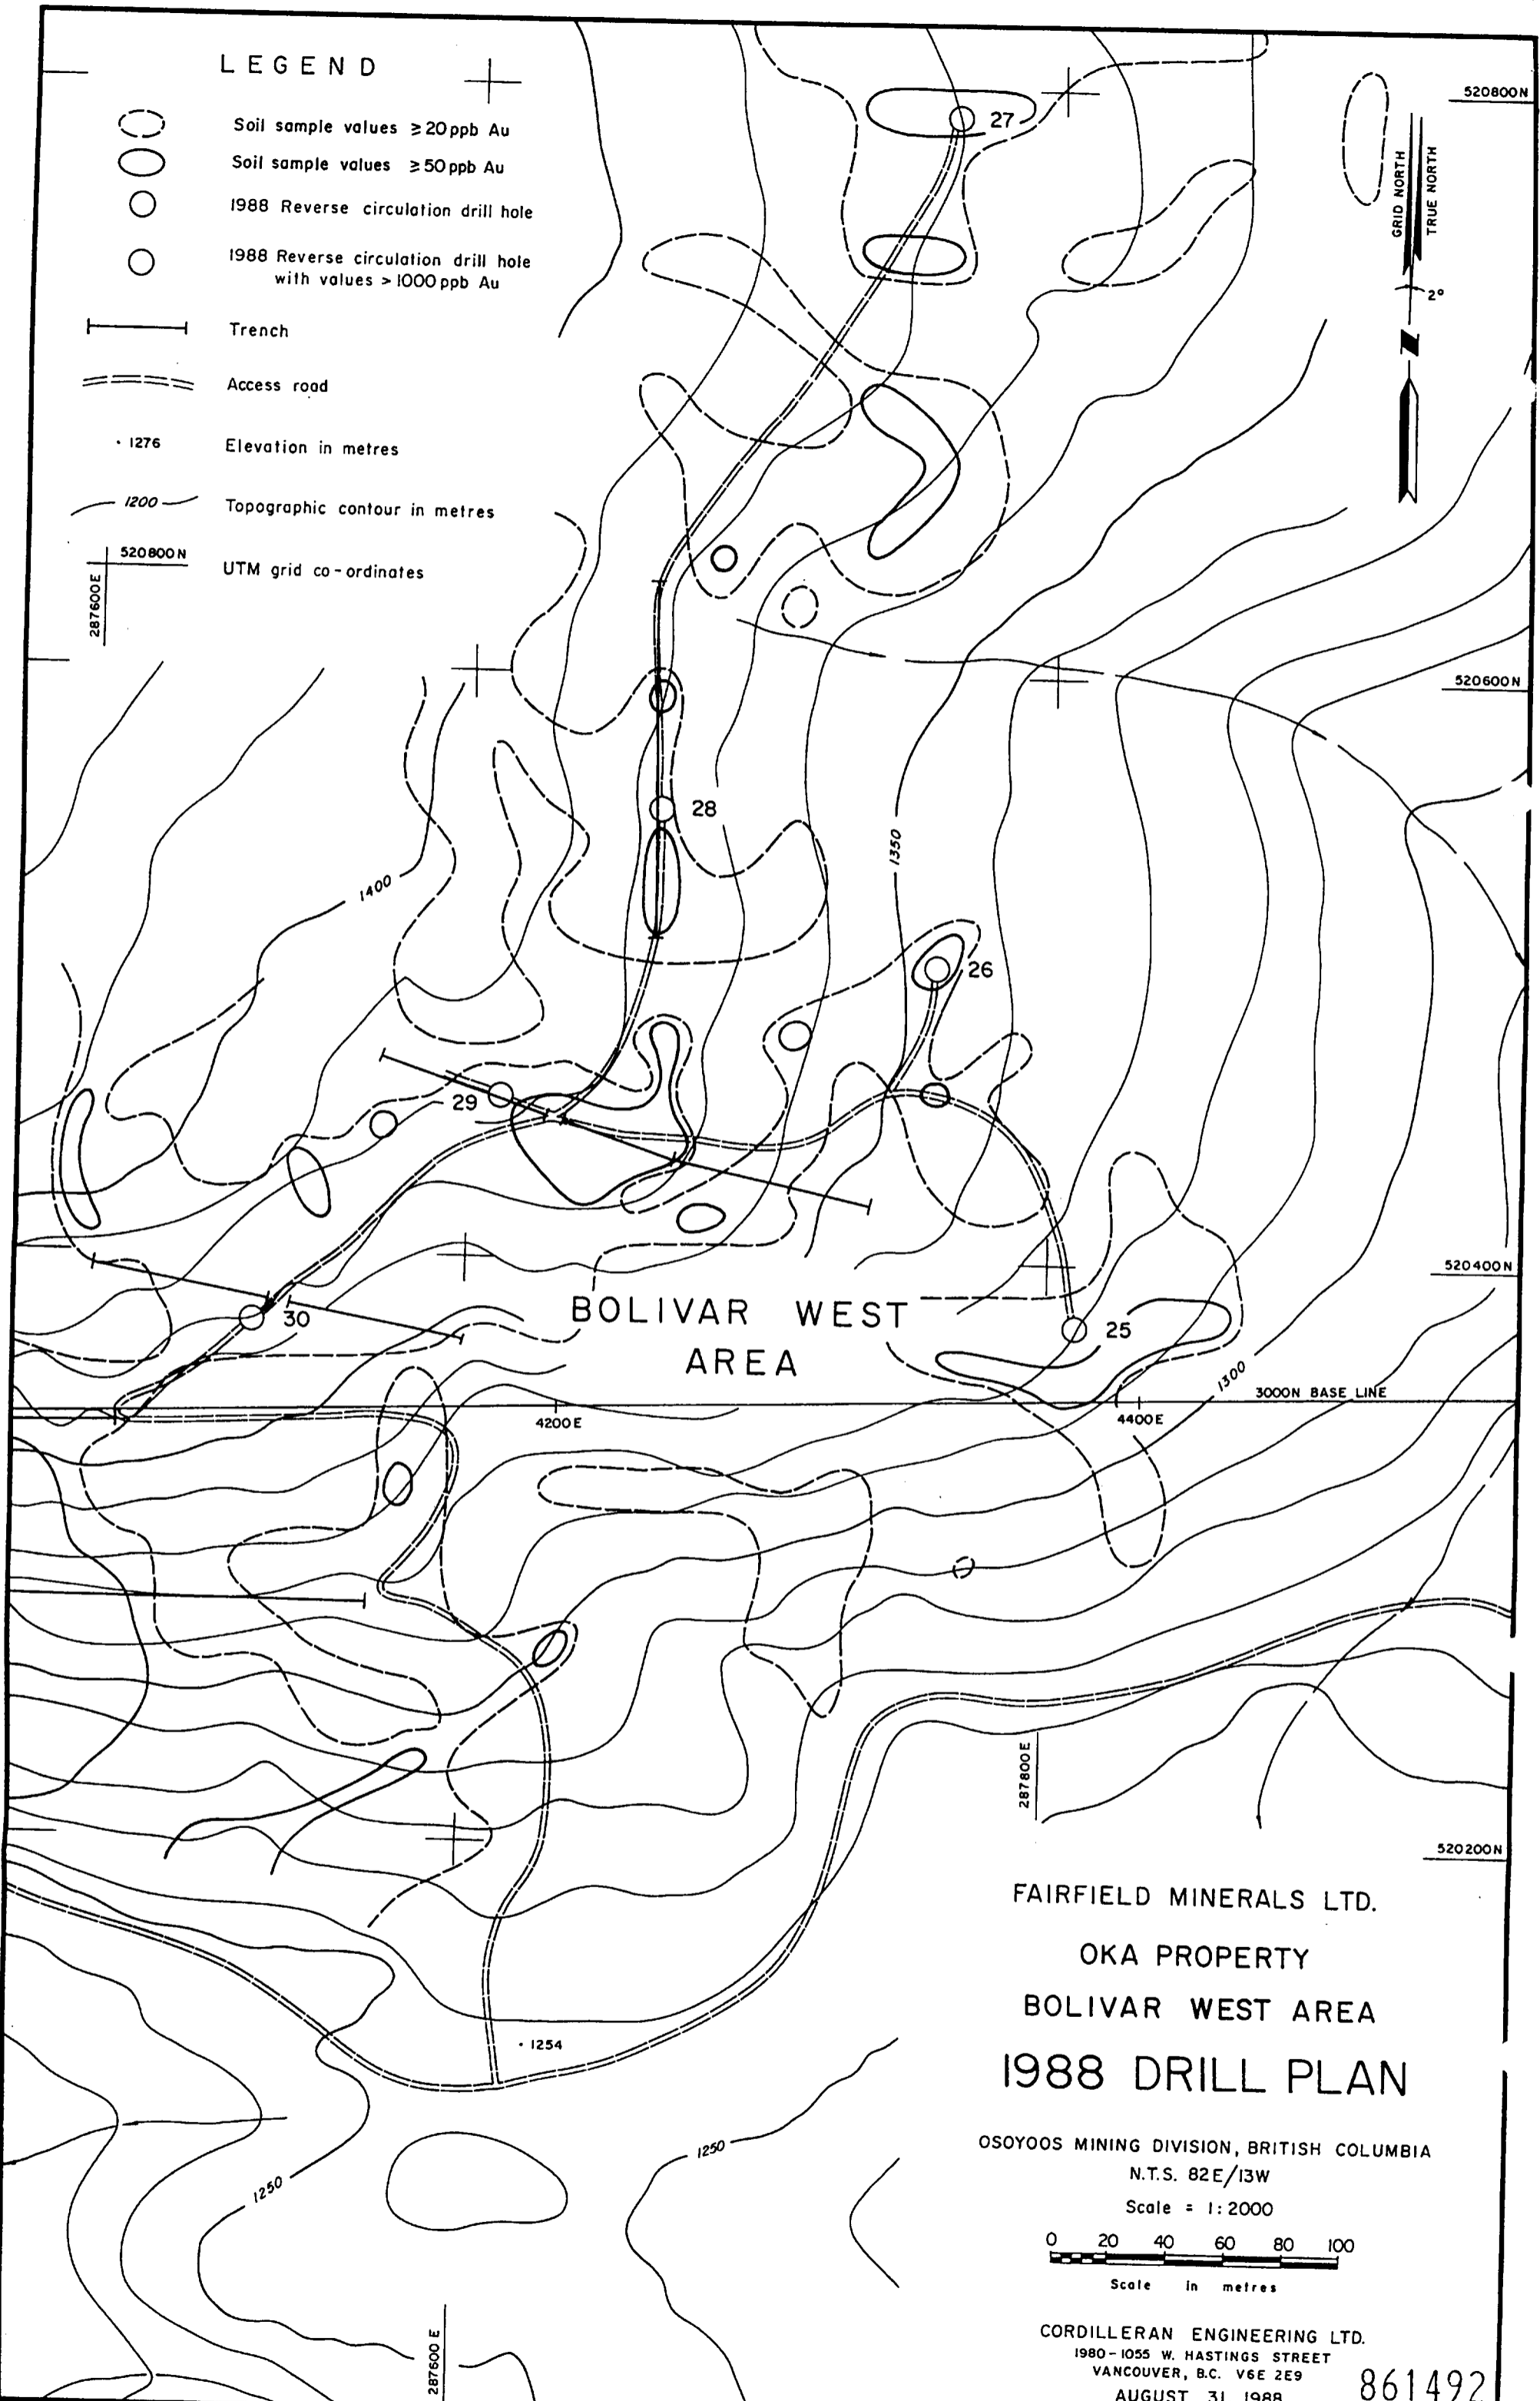 LEGEND
Soil sample values ≥ 20 ppb Au
Soil sample values ≥ 50 ppb Au
1988 Reverse circulation drill hole
1988 Reverse circulation drill hole
with values > 1000 ppb Au
Trench
Access road
· 1276
Elevation in metres
1200
Topographic contour in metres
520800N
287600E
UTM grid co-ordinates
520800N
GRID NORTH
TRUE NORTH
2°
N
27
520600N
28
1350
1400
26
29
520400N
BOLIVAR WEST
AREA
30
25
1300
3000N BASE LINE
4200E
4400E
287800E
520200N
· 1254
1250
1250
287600E
FAIRFIELD MINERALS LTD.
OKA PROPERTY
BOLIVAR WEST AREA
1988 DRILL PLAN
OSOYOOS MINING DIVISION, BRITISH COLUMBIA
N.T.S. 82E/13W
Scale = 1:2000
0 20 40 60 80 100
Scale in metres
CORDILLERAN ENGINEERING LTD.
1980-1055 W. HASTINGS STREET
VANCOUVER, B.C. V6E 2E9
AUGUST 31, 1988
861492